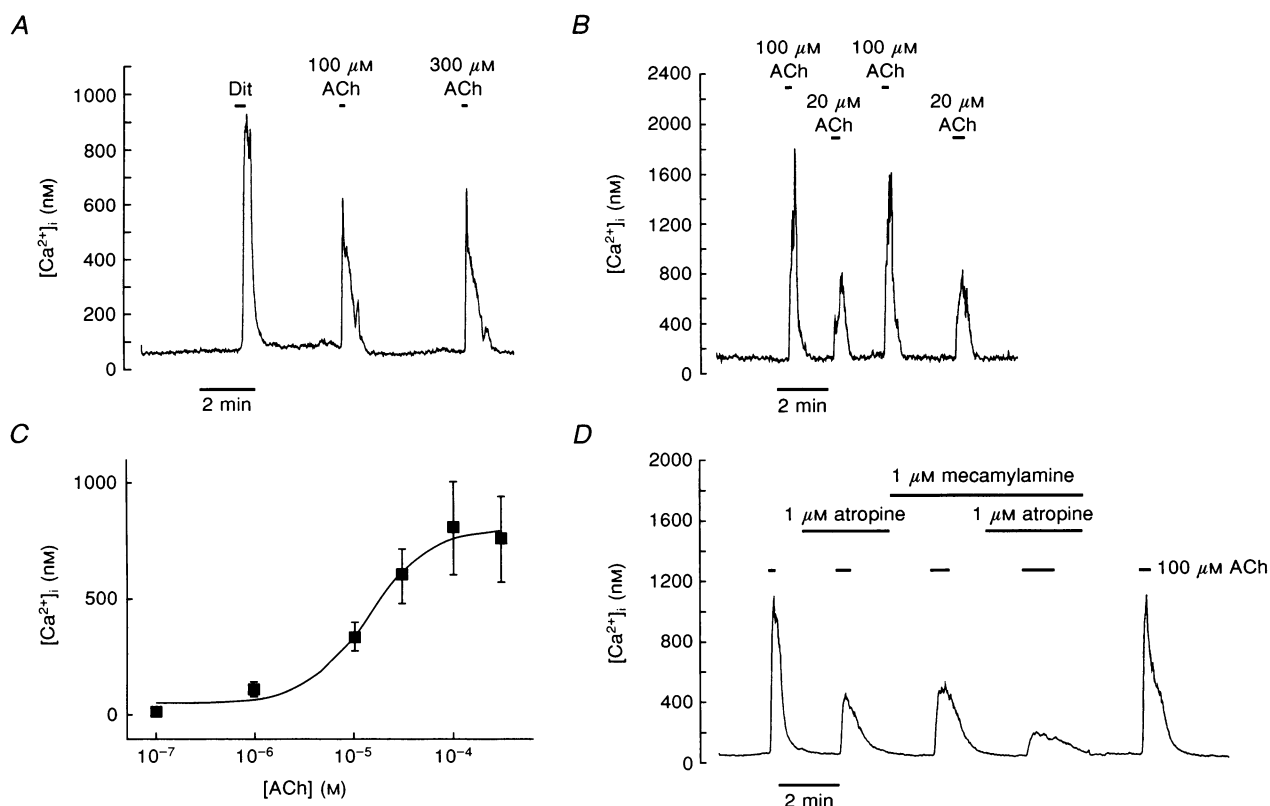 A
100 μM
300 μM
Dit
ACh
ACh
1000
800
600
400
200
0
[Ca²⁺]ᵢ (nM)
2 min
B
100 μM
100 μM
ACh
ACh
20 μM
20 μM
ACh
ACh
2400
2000
1600
1200
800
400
0
[Ca²⁺]ᵢ (nM)
2 min
C
1000
500
0
[Ca²⁺]ᵢ (nM)
10⁻⁷
10⁻⁶
10⁻⁵
10⁻⁴
[ACh] (M)
D
2000
1600
1200
800
400
0
[Ca²⁺]ᵢ (nM)
1 μM mecamylamine
1 μM atropine
1 μM atropine
100 μM ACh
2 min